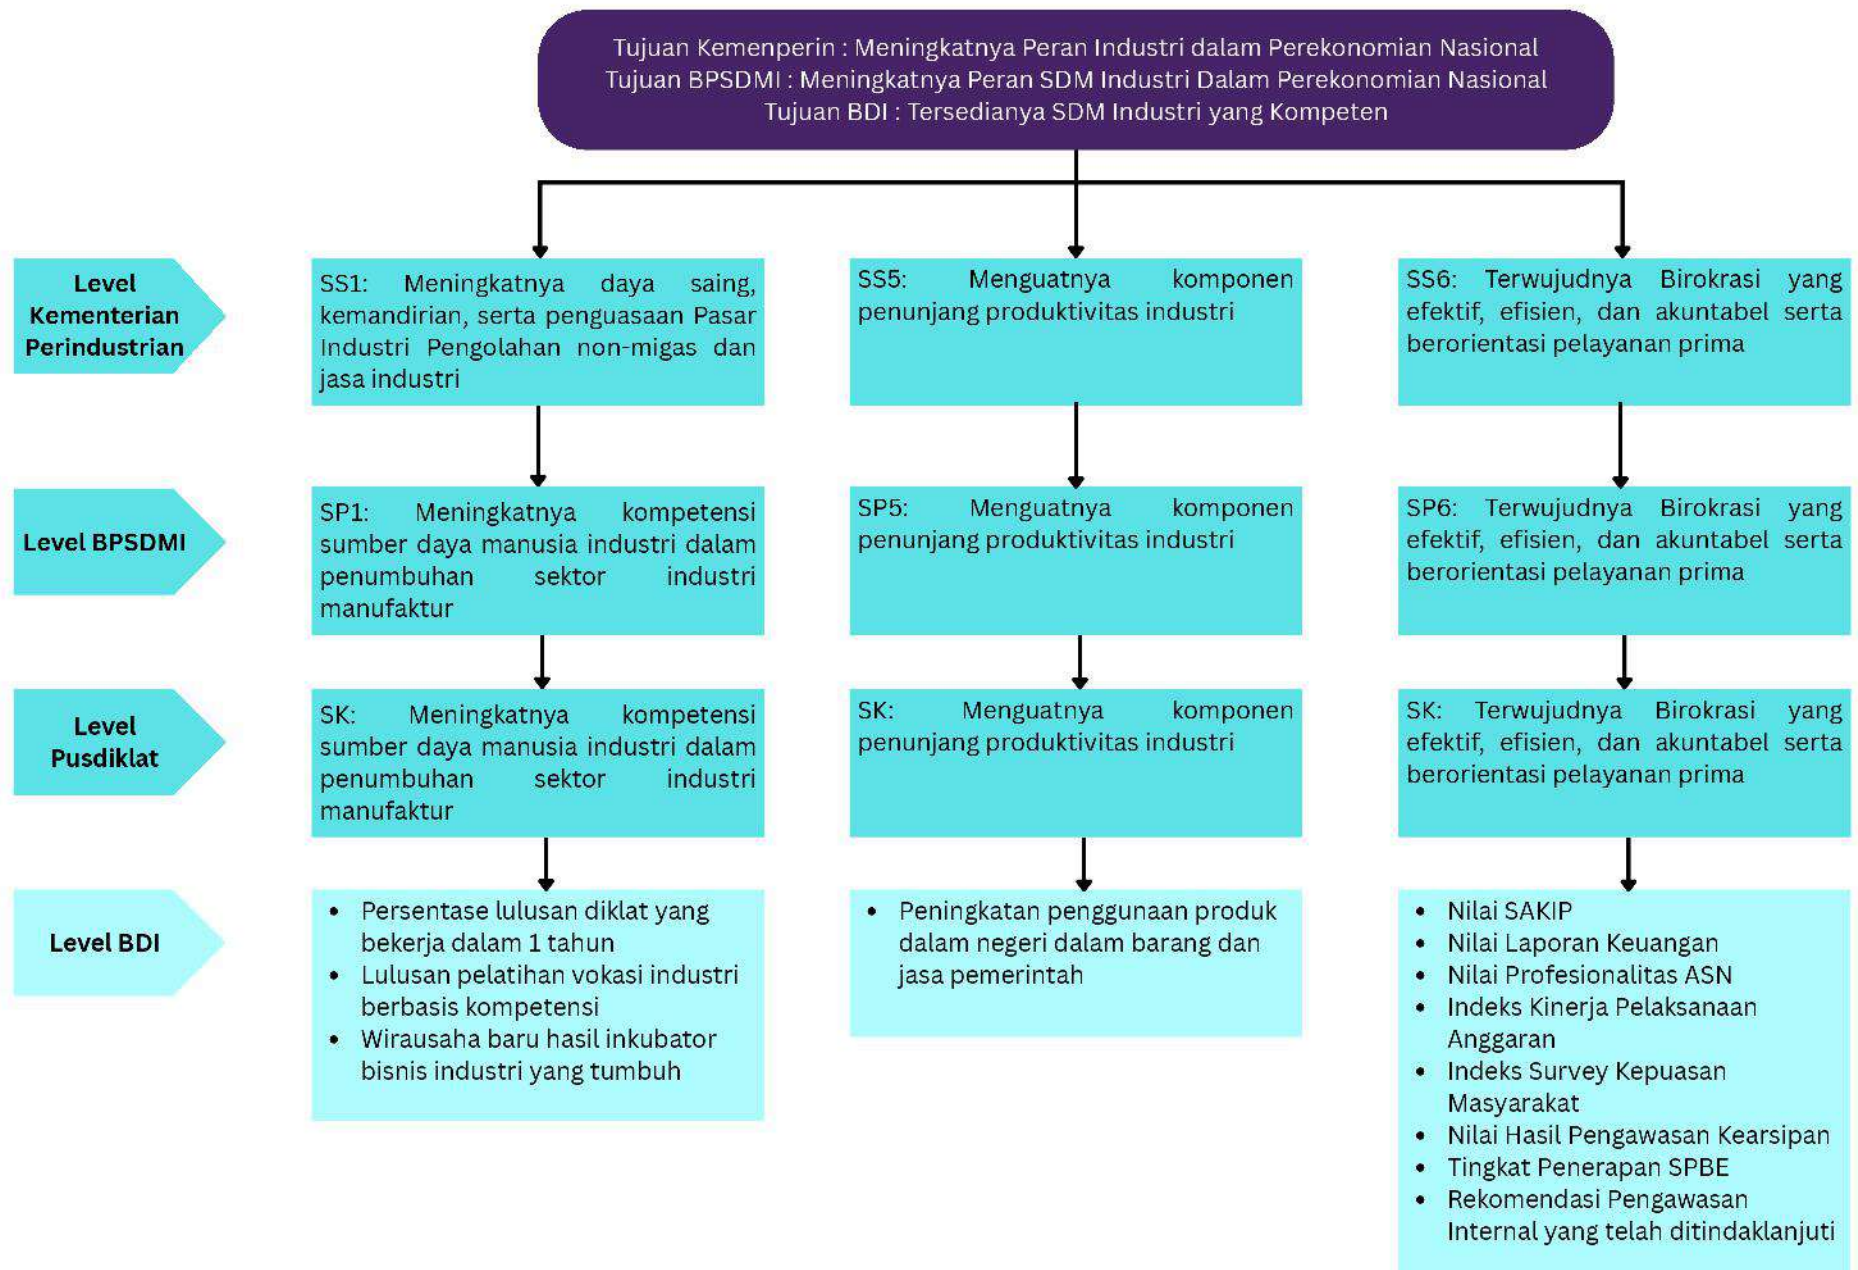 Tujuan Kemenperin : Meningkatnya Peran Industri dalam Perekonomian Nasional
Tujuan BPSDMI : Meningkatnya Peran SDM Industri Dalam Perekonomian Nasional
Tujuan BDI : Tersedianya SDM Industri yang Kompeten
Level
Kementerian
Perindustrian
SS1: Meningkatnya daya saing,
kemandirian, serta penguasaan Pasar
Industri Pengolahan non-migas dan
jasa industri
SS5: Menguatnya komponen
penunjang produktivitas industri
SS6: Terwujudnya Birokrasi yang
efektif, efisien, dan akuntabel serta
berorientasi pelayanan prima
Level BPSDMI
SP1: Meningkatnya kompetensi
sumber daya manusia industri dalam
penumbuhan sektor industri
manufaktur
SP5: Menguatnya komponen
penunjang produktivitas industri
SP6: Terwujudnya Birokrasi yang
efektif, efisien, dan akuntabel serta
berorientasi pelayanan prima
Level
Pusdiklat
SK: Meningkatnya kompetensi
sumber daya manusia industri dalam
penumbuhan sektor industri
manufaktur
SK: Menguatnya komponen
penunjang produktivitas industri
SK: Terwujudnya Birokrasi yang
efektif, efisien, dan akuntabel serta
berorientasi pelayanan prima
Level BDI
• Persentase lulusan diklat yang
bekerja dalam 1 tahun
• Lulusan pelatihan vokasi industri
berbasis kompetensi
• Wirausaha baru hasil inkubator
bisnis industri yang tumbuh
• Peningkatan penggunaan produk
dalam negeri dalam barang dan
jasa pemerintah
• Nilai SAKIP
• Nilai Laporan Keuangan
• Nilai Profesionalitas ASN
• Indeks Kinerja Pelaksanaan
Anggaran
• Indeks Survey Kepuasan
Masyarakat
• Nilai Hasil Pengawasan Kearsipan
• Tingkat Penerapan SPBE
• Rekomendasi Pengawasan
Internal yang telah ditindaklanjuti